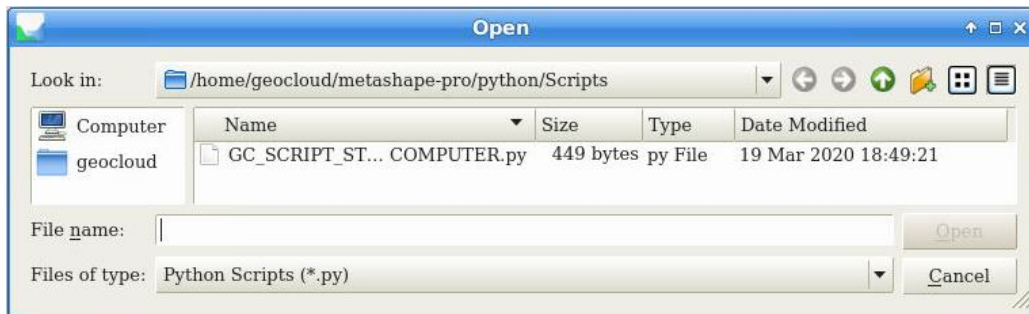 Open
Look in: /home/geocloud/metashape-pro/python/Scripts
Computer
geocloud
Name Size Type Date Modified
GC_SCRIPT_ST... COMPUTER.py 449 bytes py File 19 Mar 2020 18:49:21
File name: Open
Files of type: Python Scripts (*.py) Cancel